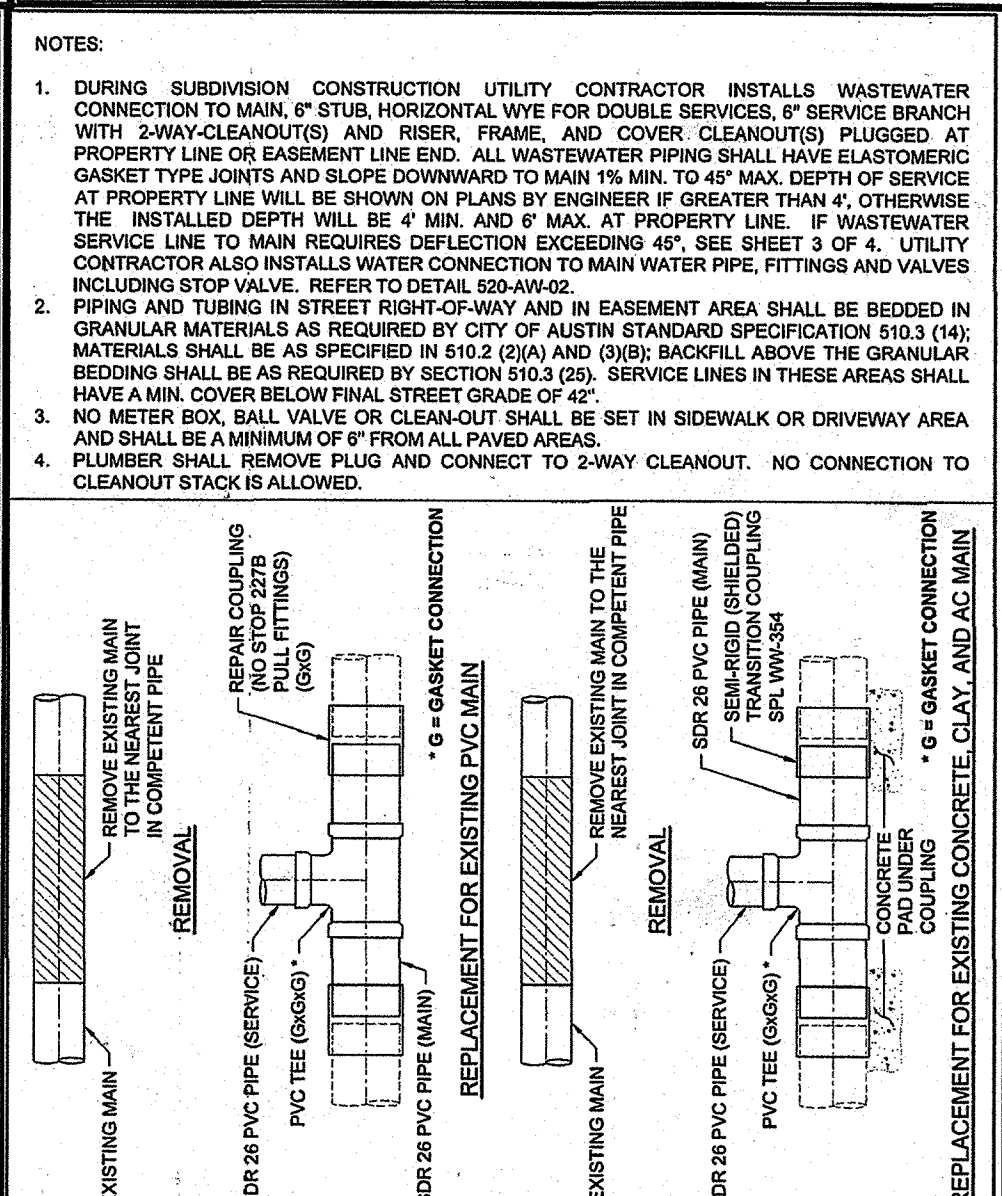 NOTES:
1. DURING SUBDIVISION CONSTRUCTION UTILITY CONTRACTOR INSTALLS WASTEWATER
CONNECTION TO MAIN, 6" STUB, HORIZONTAL WYE FOR DOUBLE SERVICES, 6" SERVICE BRANCH
WITH 2-WAY-CLEANOUT(S) AND RISER, FRAME, AND COVER CLEANOUT(S) PLUGGED AT
PROPERTY LINE OR EASEMENT LINE END. ALL WASTEWATER PIPING SHALL HAVE ELASTOMERIC
GASKET TYPE JOINTS AND SLOPE DOWNWARD TO MAIN 1% MIN. TO 45° MAX. DEPTH OF SERVICE
AT PROPERTY LINE WILL BE SHOWN ON PLANS BY ENGINEER IF GREATER THAN 4', OTHERWISE
THE INSTALLED DEPTH WILL BE 4' MIN. AND 6' MAX. AT PROPERTY LINE. IF WASTEWATER
SERVICE LINE TO MAIN REQUIRES DEFLECTION EXCEEDING 45°, SEE SHEET 3 OF 4. UTILITY
CONTRACTOR ALSO INSTALLS WATER CONNECTION TO MAIN WATER PIPE, FITTINGS AND VALVES
INCLUDING STOP VALVE. REFER TO DETAIL 520-AW-02.
2. PIPING AND TUBING IN STREET RIGHT-OF-WAY AND IN EASEMENT AREA SHALL BE BEDDED IN
GRANULAR MATERIALS AS REQUIRED BY CITY OF AUSTIN STANDARD SPECIFICATION 510.3 (14);
MATERIALS SHALL BE AS SPECIFIED IN 510.2 (2)(A) AND (3)(B); BACKFILL ABOVE THE GRANULAR
BEDDING SHALL BE AS REQUIRED BY SECTION 510.3 (25). SERVICE LINES IN THESE AREAS SHALL
HAVE A MIN. COVER BELOW FINAL STREET GRADE OF 42".
3. NO METER BOX, BALL VALVE OR CLEAN-OUT SHALL BE SET IN SIDEWALK OR DRIVEWAY AREA
AND SHALL BE A MINIMUM OF 6" FROM ALL PAVED AREAS.
4. PLUMBER SHALL REMOVE PLUG AND CONNECT TO 2-WAY CLEANOUT. NO CONNECTION TO
CLEANOUT STACK IS ALLOWED.
XISTING MAIN
REMOVE EXISTING MAIN
TO THE NEAREST JOINT
IN COMPETENT PIPE
REMOVAL
DR 26 PVC PIPE (SERVICE)
PVC TEE (GxGxG) *
SDR 26 PVC PIPE (MAIN)
REPAIR COUPLING
(NO STOP 227B
PULL FITTINGS)
(GxG)
* G = GASKET CONNECTION
REPLACEMENT FOR EXISTING PVC MAIN
EXISTING MAIN
REMOVE EXISTING MAIN TO THE
NEAREST JOINT IN COMPETENT PIPE
REMOVAL
DR 26 PVC PIPE (SERVICE)
PVC TEE (GxGxG) *
SDR 26 PVC PIPE (MAIN)
SEMI-RIGID (SHIELDED)
TRANSITION COUPLING
SPL WW-354
CONCRETE
PAD UNDER
COUPLING
* G = GASKET CONNECTION
REPLACEMENT FOR EXISTING CONCRETE, CLAY, AND AC MAIN